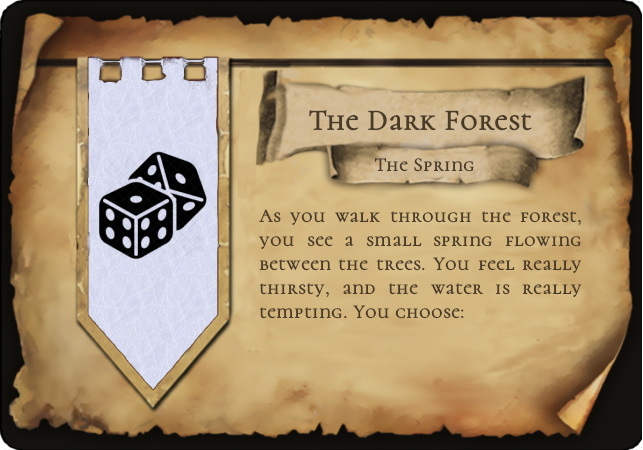 The Dark Forest
The Spring
As you walk through the forest,
you see a small spring flowing
between the trees. You feel really
thirsty, and the water is really
tempting. You choose: